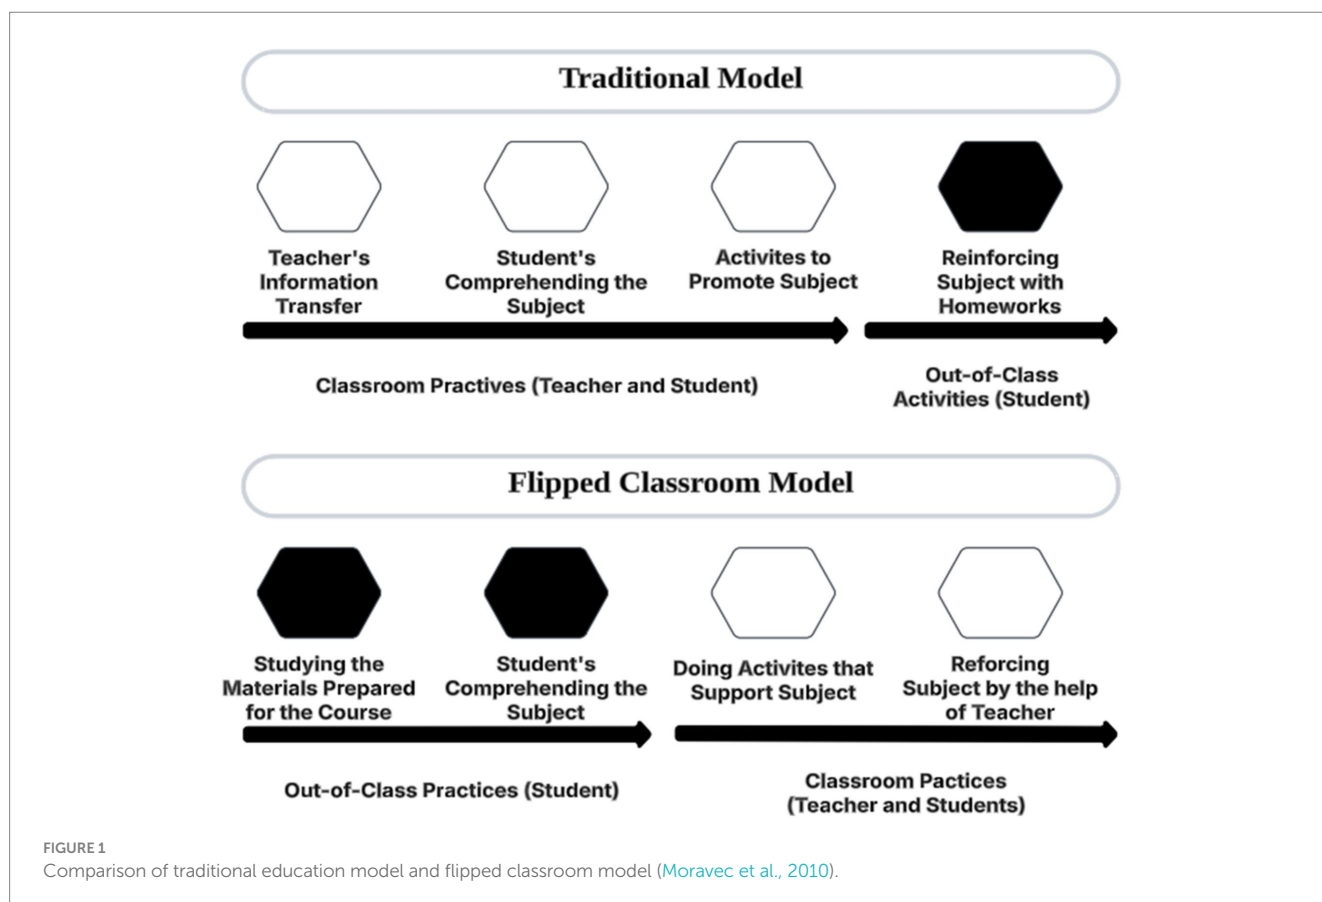 Traditional Model
Teacher's
Information
Transfer
Student's
Comprehending the
Subject
Activites to
Promote Subject
Reinforcing
Subject with
Homeworks
Classroom Practives (Teacher and Student)
Out-of-Class
Activities (Student)
Flipped Classroom Model
Studying the
Materials Prepared
for the Course
Student's
Comprehending the
Subject
Doing Activites that
Support Subject
Reforcing
Subject by the help
of Teacher
Out-of-Class Practices (Student)
Classroom Pactices
(Teacher and Students)
FIGURE 1
Comparison of traditional education model and flipped classroom model (Moravec et al., 2010).